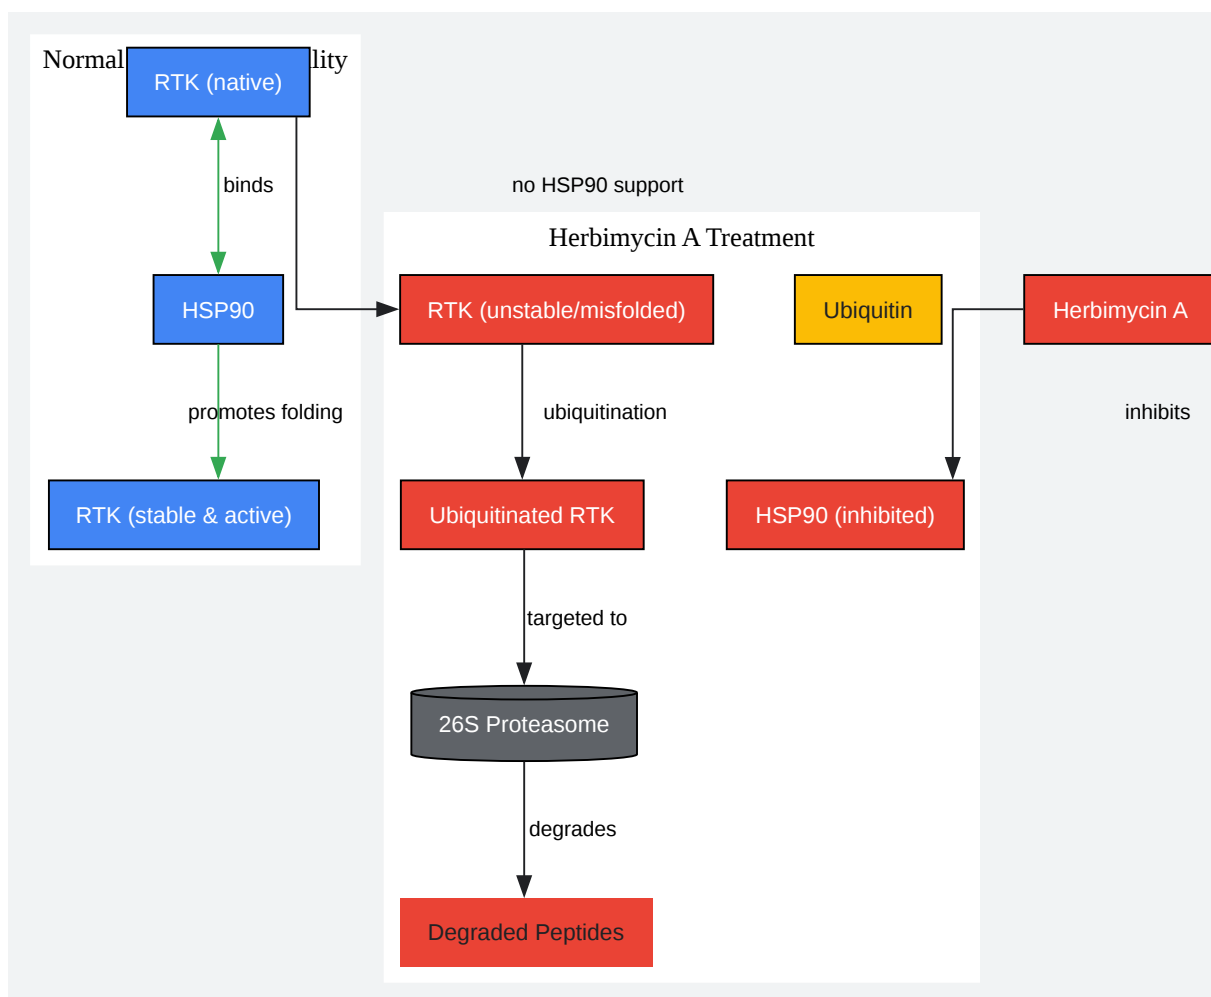 Normal
lity
RTK (native)
binds
no HSP90 support
Herbimycin A Treatment
HSP90
RTK (unstable/misfolded)
Ubiquitin
Herbimycin A
promotes folding
ubiquitination
inhibits
RTK (stable & active)
Ubiquitinated RTK
HSP90 (inhibited)
targeted to
26S Proteasome
degrades
Degraded Peptides